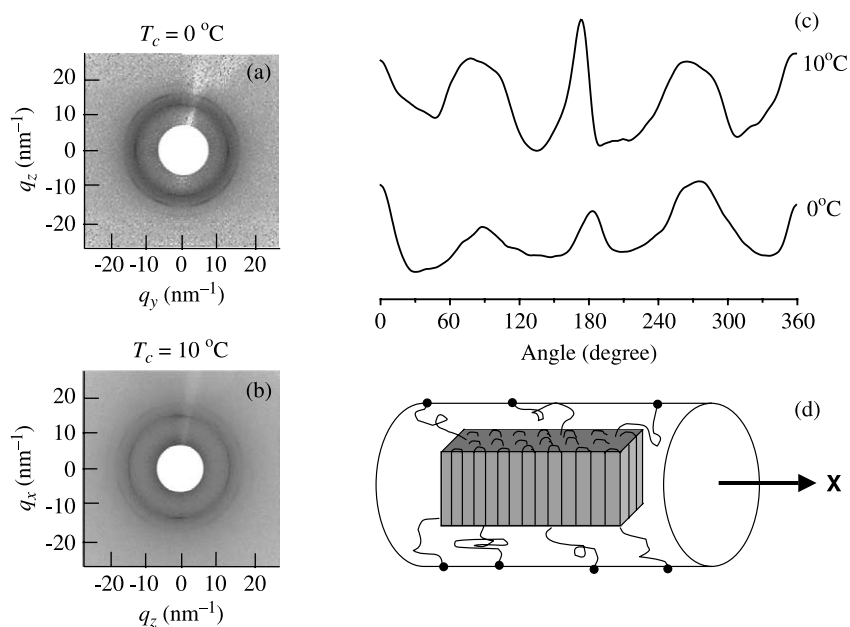 T_c = 0 °C
(a)
20
10
0
-10
-20
q_z (nm⁻¹)
-20 -10 0 10 20
q_y (nm⁻¹)
T_c = 10 °C
(b)
20
10
0
-10
-20
q_x (nm⁻¹)
-20 -10 0 10 20
q_z (nm⁻¹)
(c)
10°C
0°C
0 60 120 180 240 300 360
Angle (degree)
(d)
X